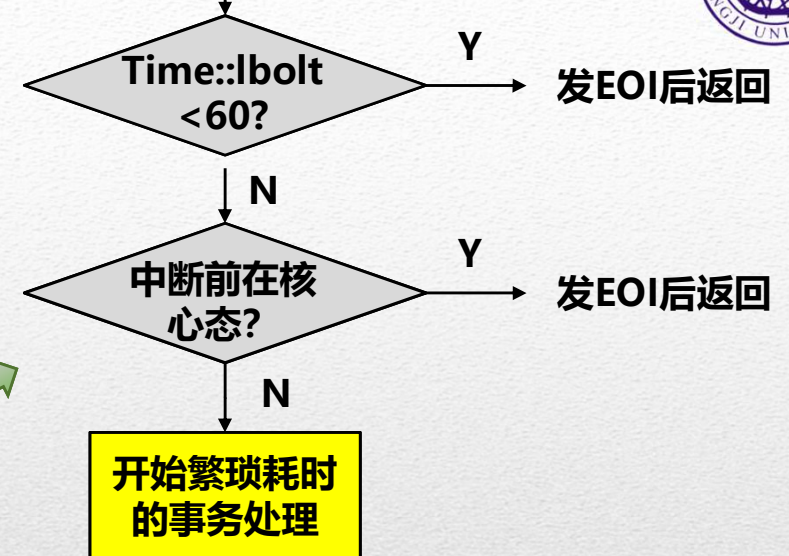 Time::lbolt
<60?
Y
发EOI后返回
N
中断前在核
心态?
Y
发EOI后返回
N
开始繁琐耗时
的事务处理